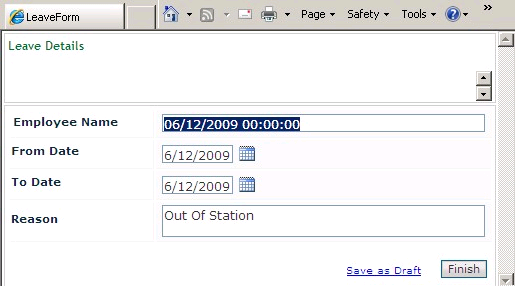 LeaveForm
Page Safety Tools
Leave Details
Employee Name 06/12/2009 00:00:00
From Date 6/12/2009
To Date 6/12/2009
Reason Out Of Station
Save as Draft Finish